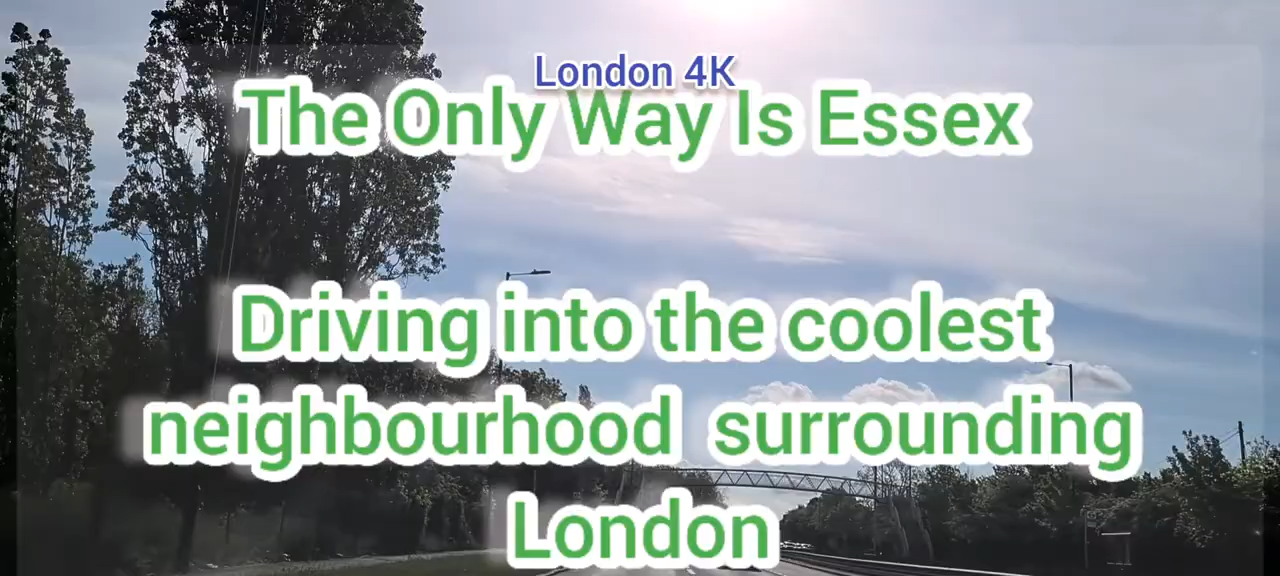 London 4K
The Only Way Is Essex
Driving into the coolest
neighbourhood surrounding
London